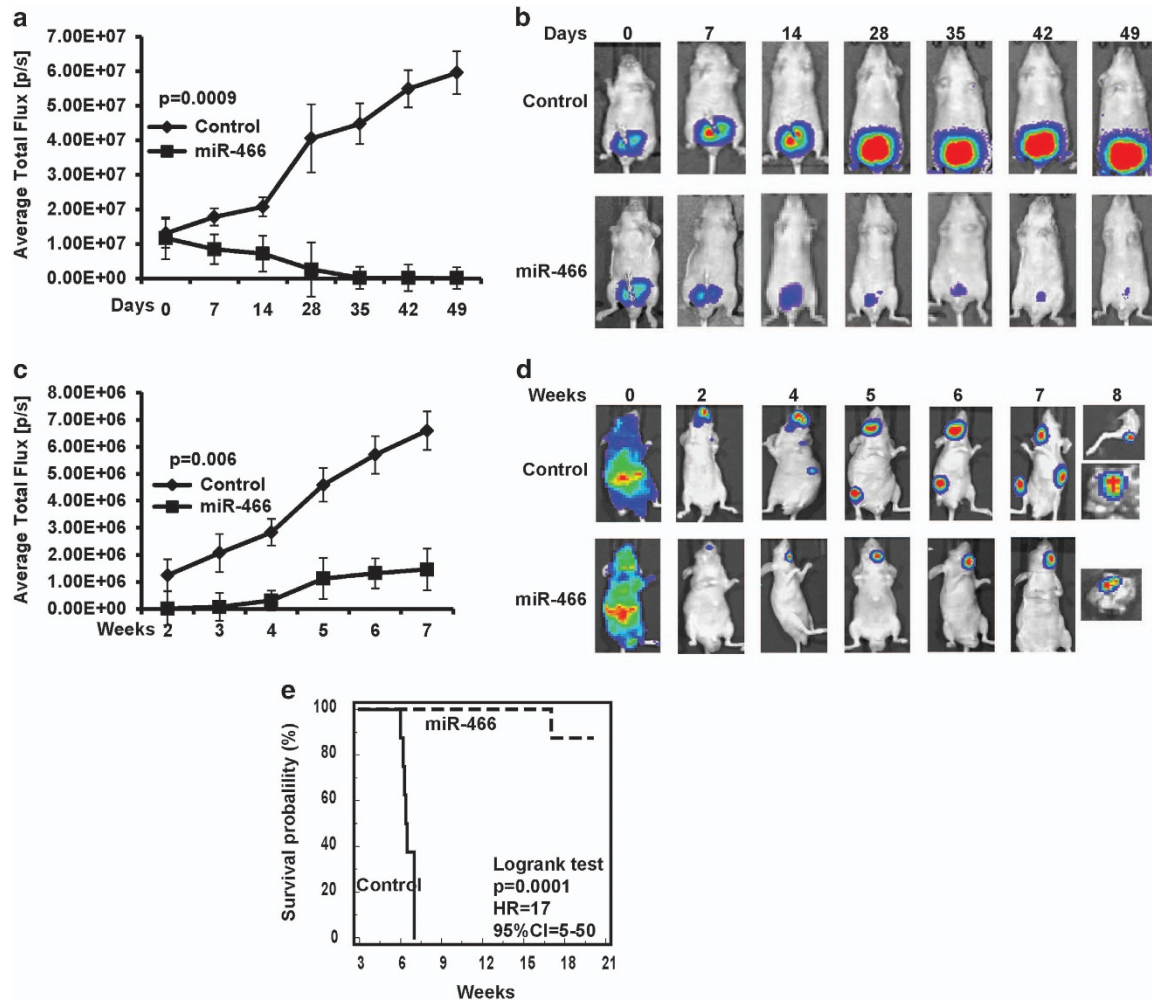 a
7.00E+07
6.00E+07
5.00E+07
4.00E+07
3.00E+07
2.00E+07
1.00E+07
0.00E+00
Average Total Flux [p/s]
p=0.0009
Control
miR-466
Days 0 7 14 28 35 42 49
b
Days 0 7 14 28 35 42 49
Control
miR-466
c
8.00E+06
7.00E+06
6.00E+06
5.00E+06
4.00E+06
3.00E+06
2.00E+06
1.00E+06
0.00E+00
Average Total Flux [p/s]
p=0.006
Control
miR-466
Weeks 2 3 4 5 6 7
d
Weeks 0 2 4 5 6 7 8
Control
miR-466
e
100
80
60
40
20
0
Survival probalility (%)
miR-466
Control
Logrank test
p=0.0001
HR=17
95%CI=5-50
3 6 9 12 15 18 21
Weeks